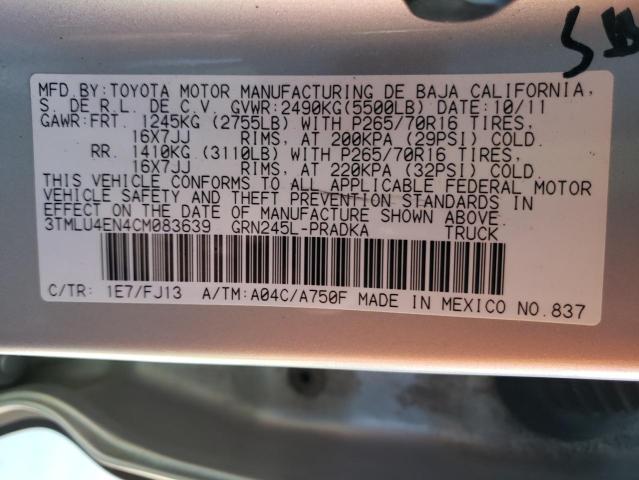 MFD.BY:TOYOTA MOTOR MANUFACTURING DE BAJA CALIFORNIA,
S. DE R.L. DE C.V. GVWR:2490KG(5500LB) DATE:10/11
GAWR:FRT. 1245KG (2755LB) WITH P265/70R16 TIRES,
16X7JJ RIMS, AT 200KPA (29PSI) COLD.
RR. 1410KG (3110LB) WITH P265/70R16 TIRES,
16X7JJ RIMS, AT 220KPA (32PSI) COLD.
THIS VEHICLE CONFORMS TO ALL APPLICABLE FEDERAL MOTOR
VEHICLE SAFETY AND THEFT PREVENTION STANDARDS IN
EFFECT ON THE DATE OF MANUFACTURE SHOWN ABOVE.
3TMLU4EN4CM083639 GRN245L-PRADKA TRUCK
C/TR: 1E7/FJ13 A/TM:A04C/A750F MADE IN MEXICO NO.837